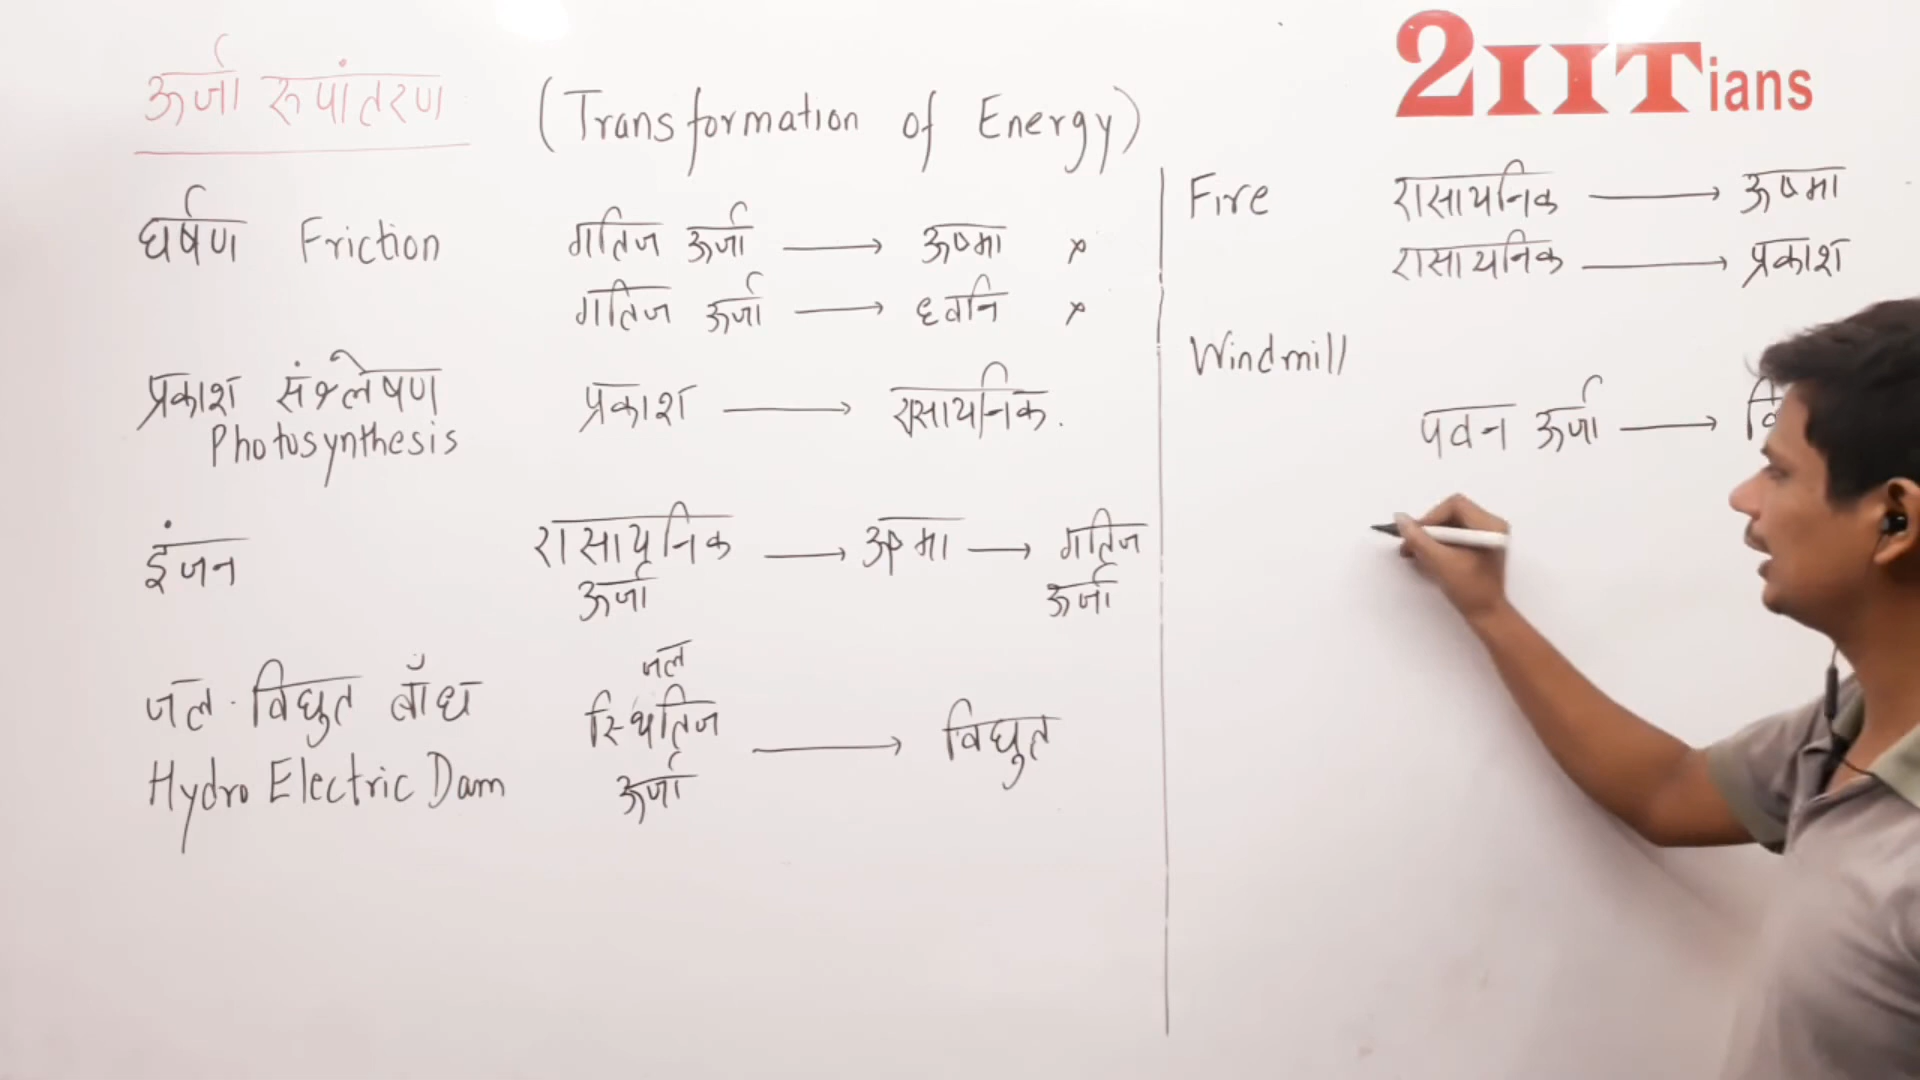 ऊर्जा रूपांतरण (Transformation of Energy)
घर्षण Friction गतिज ऊर्जा → ऊष्मा ×
गतिज ऊर्जा → ध्वनि ×
प्रकाश संश्लेषण प्रकाश → रासायनिक.
Photosynthesis
इंजन रासायनिक ऊर्जा → ऊष्मा → गतिज ऊर्जा
जल-विद्युत बाँध जल स्थितिज ऊर्जा → विद्युत
Hydro Electric Dam
2IITians
Fire रासायनिक → ऊष्मा
रासायनिक → प्रकाश
Windmill
पवन ऊर्जा →